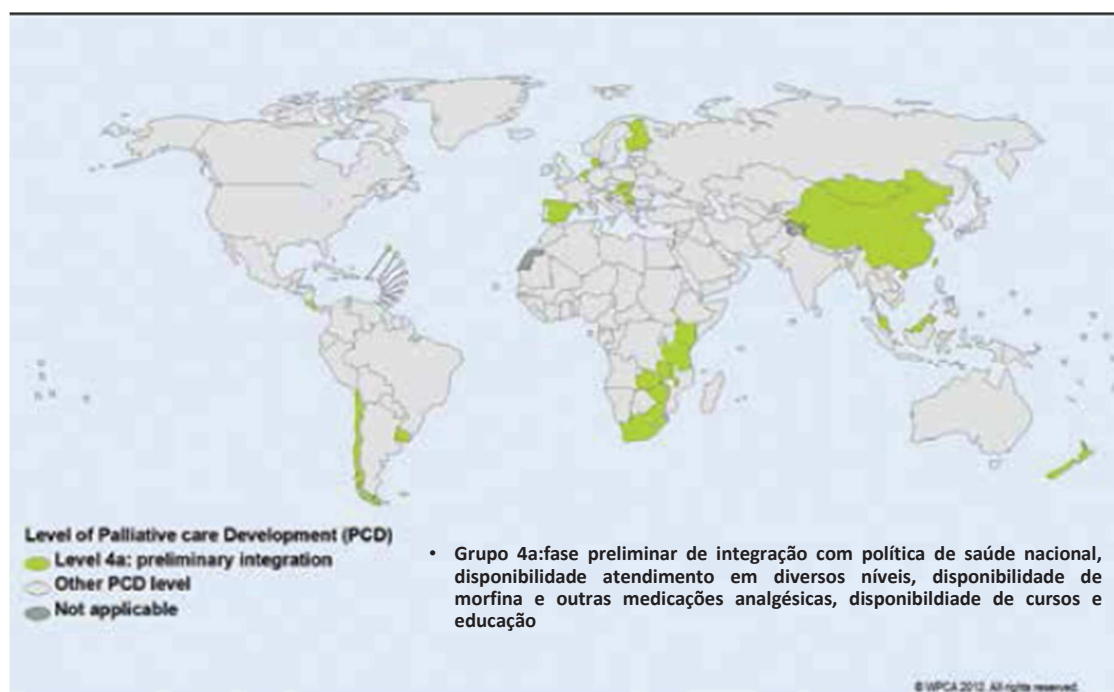 Level of Palliative care Development (PCD)
Level 4a: preliminary integration
Other PCD level
Not applicable
• Grupo 4a:fase preliminar de integração com política de saúde nacional,
disponibilidade atendimento em diversos níveis, disponibilidade de
morfina e outras medicações analgésicas, disponibildiade de cursos e
educação
© WPCA 2012. All rights reserved.